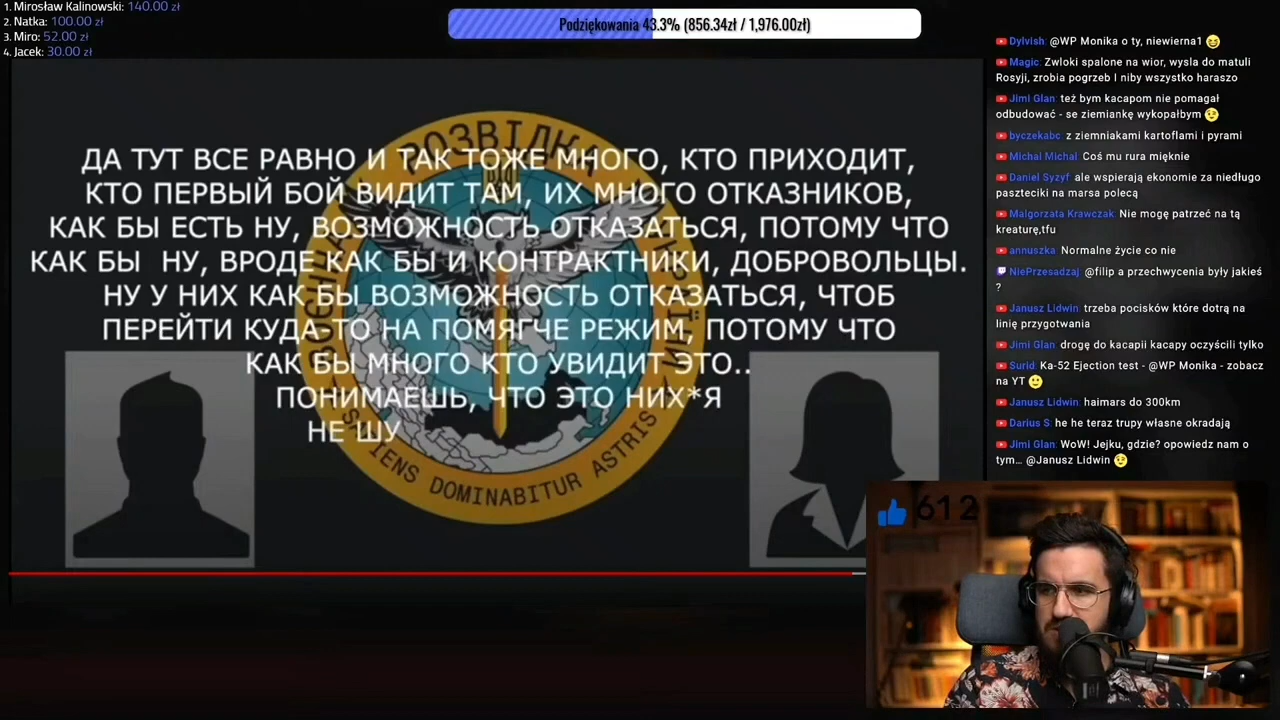 1. Mirosław Kalinowski: 140.00 zł
2. Natka: 100.00 zł
3. Miro: 52.00 zł
4. Jacek: 30.00 zł
Podziękowania 43.3% (856.34zł / 1,976.00zł)
РОЗВІДКА
ВОЄННА
УКРАЇНИ
SAPIENS DOMINABITUR ASTRIS
ДА ТУТ ВСЕ РАВНО И ТАК ТОЖЕ МНОГО, КТО ПРИХОДИТ,
КТО ПЕРВЫЙ БОЙ ВИДИТ ТАМ, ИХ МНОГО ОТКАЗНИКОВ,
КАК БЫ ЕСТЬ НУ, ВОЗМОЖНОСТЬ ОТКАЗАТЬСЯ, ПОТОМУ ЧТО
КАК БЫ НУ, ВРОДЕ КАК БЫ И КОНТРАКТНИКИ, ДОБРОВОЛЬЦЫ.
НУ У НИХ КАК БЫ ВОЗМОЖНОСТЬ ОТКАЗАТЬСЯ, ЧТОБ
ПЕРЕЙТИ КУДА-ТО НА ПОМЯГЧЕ РЕЖИМ, ПОТОМУ ЧТО
КАК БЫ МНОГО КТО УВИДИТ ЭТО..
ПОНИМАЕШЬ, ЧТО ЭТО НИХ*Я
НЕ ШУ
Dylvish: @WP Monika o ty, niewierna1 😆
Magic: Zwloki spalone na wior, wysla do matuli
Rosyji, zrobia pogrzeb I niby wszystko haraszo
Jimi Glan: też bym kacapom nie pomagał
odbudować - se ziemiankę wykopałbym 😉
byczekabc: z ziemniakami kartoflami i pyrami
Michal Michal: Coś mu rura mięknie
Daniel Syzyf: ale wspierają ekonomie za niedługo
paszteciki na marsa polecą
Malgorzata Krawczak: Nie mogę patrzeć na tą
kreaturę,tfu
annuszka: Normalne życie co nie
NiePrzesadzaj: @filip a przechwycenia były jakieś
?
Janusz Lidwin: trzeba pocisków które dotrą na
linię przygotwania
Jimi Glan: drogę do kacapii kacapy oczyścili tylko
Surid: Ka-52 Ejection test - @WP Monika - zobacz
na YT 🙂
Janusz Lidwin: haimars do 300km
Darius S: he he teraz trupy własne okradają
Jimi Glan: WoW! Jejku, gdzie? opowiedz nam o
tym… @Janusz Lidwin 😉
612